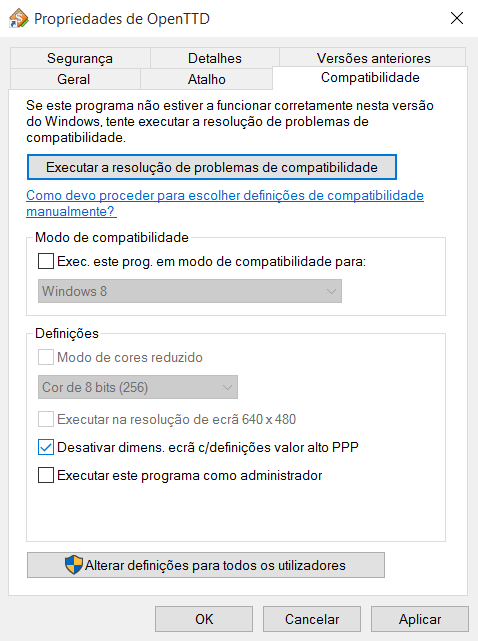 Propriedades de OpenTTD
Segurança
Detalhes
Versões anteriores
Geral
Atalho
Compatibilidade
Se este programa não estiver a funcionar corretamente nesta versão
do Windows, tente executar a resolução de problemas de
compatibilidade.
Executar a resolução de problemas de compatibilidade
Como devo proceder para escolher definições de compatibilidade
manualmente?
Modo de compatibilidade
Exec. este prog. em modo de compatibilidade para:
Windows 8
Definições
Modo de cores reduzido
Cor de 8 bits (256)
Executar na resolução de ecrã 640 x 480
Desativar dimens. ecrã c/definições valor alto PPP
Executar este programa como administrador
Alterar definições para todos os utilizadores
OK
Cancelar
Aplicar